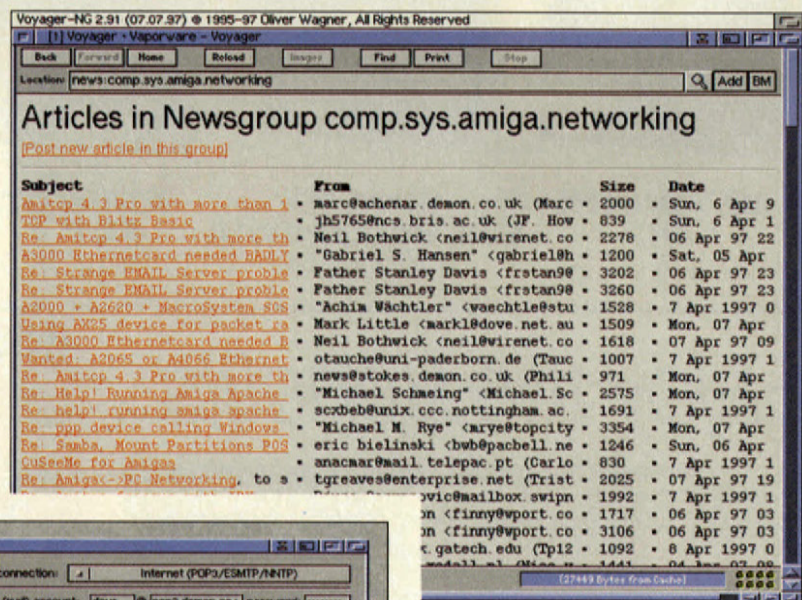 Voyager-NG 2.91 (07.07.97) © 1995-97 Oliver Wagner, All Rights Reserved
[1] Voyager · Vaporware - Voyager
Back Forward Home Reload Images Find Print Stop
Location: news:comp.sys.amiga.networking Add BM
Articles in Newsgroup comp.sys.amiga.networking
[Post new article in this group]
Subject From Size Date
Amitcp 4.3 Pro with more than 1 • marc@achenar.demon.co.uk (Marc • 2000 • Sun, 6 Apr 9
TCP with Blitz Basic • jh5765@ncs.bris.ac.uk (JF. How • 839 • Sun, 6 Apr 1
Re: Amitcp 4.3 Pro with more th • Neil Bothwick <neil@wirenet.co • 2278 • 06 Apr 97 22
A3000 Ethernetcard needed BADLY • "Gabriel S. Hansen" <gabriel@h • 1200 • Sat, 05 Apr
Re: Strange EMAIL Server proble • Father Stanley Davis <frstan90 • 3202 • 06 Apr 97 23
Re: Strange EMAIL Server proble • Father Stanley Davis <frstan90 • 3260 • 06 Apr 97 23
A2000 + A2620 + MacroSystem SCS • "Achim Wächtler" <waechtle@stu • 1528 • 7 Apr 1997 0
Using AX25 device for packet ra • Mark Little <markl@dove.net.au • 1509 • Mon, 07 Apr
Re: A3000 Ethernetcard needed B • Neil Bothwick <neil@wirenet.co • 1618 • 07 Apr 97 09
Wanted: A2065 or A4066 Ethernet • otauche@uni-paderborn.de (Tauc • 1007 • 7 Apr 1997 1
Re: Amitcp 4.3 Pro with more th • news@stokes.demon.co.uk (Phili • 971 • Mon, 07 Apr
Re: Help! Running Amiga Apache • "Michael Schmeing" <Michael.Sc • 2575 • Mon, 07 Apr
Re: help! running amiga apache • scxbeb@unix.ccc.nottingham.ac. • 1691 • 7 Apr 1997 1
Re: ppp device calling Windows • "Michael M. Rye" <mrye@topcity • 3354 • Mon, 07 Apr
Re: Samba, Mount Partitions POS • eric bielinski <bwb@pacbell.ne • 1246 • Sun, 06 Apr
CuSeeMe for Amigas • anacmar@mail.telepac.pt (Carlo • 830 • 7 Apr 1997 1
Re: Amiga<->PC Networking, to s • tgreaves@enterprise.net (Trist • 2025 • 07 Apr 97 19
ovic@mailbox.swipn • 1992 • 7 Apr 1997 1
on <finny@wport.co • 1717 • 06 Apr 97 03
on <finny@wport.co • 3106 • 06 Apr 97 03
x.gatech.edu (Tp12 • 1092 • 8 Apr 1997 0
1441
(27449 Bytes from Cache)
connection: Internet (POP3/ESMTP/NNTP)